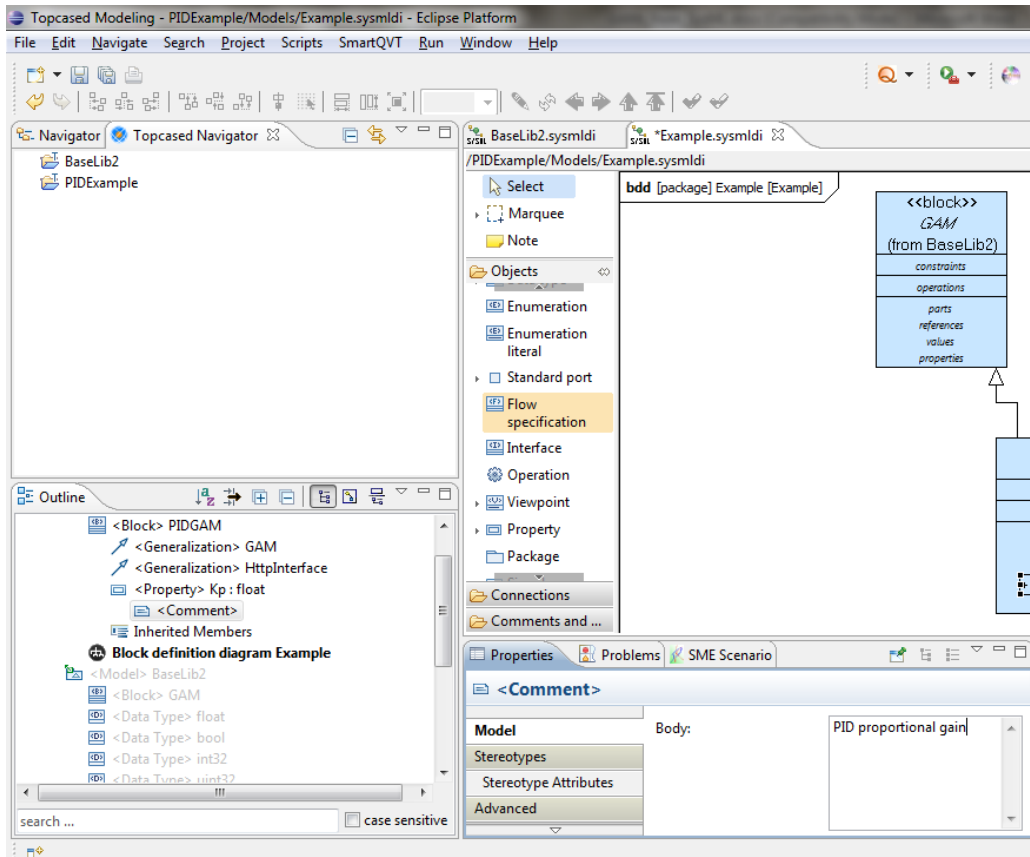 Topcased Modeling - PIDExample/Models/Example.sysmldi - Eclipse Platform
File Edit Navigate Search Project Scripts SmartQVT Run Window Help
Navigator Topcased Navigator
BaseLib2
PIDExample
BaseLib2.sysmldi *Example.sysmldi
/PIDExample/Models/Example.sysmldi
Select
Marquee
Note
Objects
Enumeration
Enumeration
literal
Standard port
Flow
specification
Interface
Operation
Viewpoint
Property
Package
Connections
Comments and ...
bdd [package] Example [Example]
<<block>>
GAM
(from BaseLib2)
constraints
operations
parts
references
values
properties
Outline
<Block> PIDGAM
<Generalization> GAM
<Generalization> HttpInterface
<Property> Kp : float
<Comment>
Inherited Members
Block definition diagram Example
<Model> BaseLib2
<Block> GAM
<Data Type> float
<Data Type> bool
<Data Type> int32
<Data Type> uint32
search ... case sensitive
Properties Problems SME Scenario
<Comment>
Model
Stereotypes
Stereotype Attributes
Advanced
Body: PID proportional gain